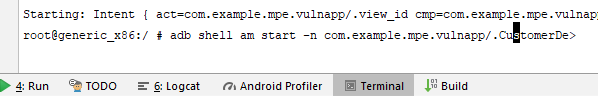 Starting: Intent { act=com.example.mpe.vulnapp/.view_id cmp=com.example.mpe.vulnapp
root@generic_x86:/ # adb shell am start -n com.example.mpe.vulnapp/.CustomerDe>
4: Run TODO 6: Logcat Android Profiler Terminal Build